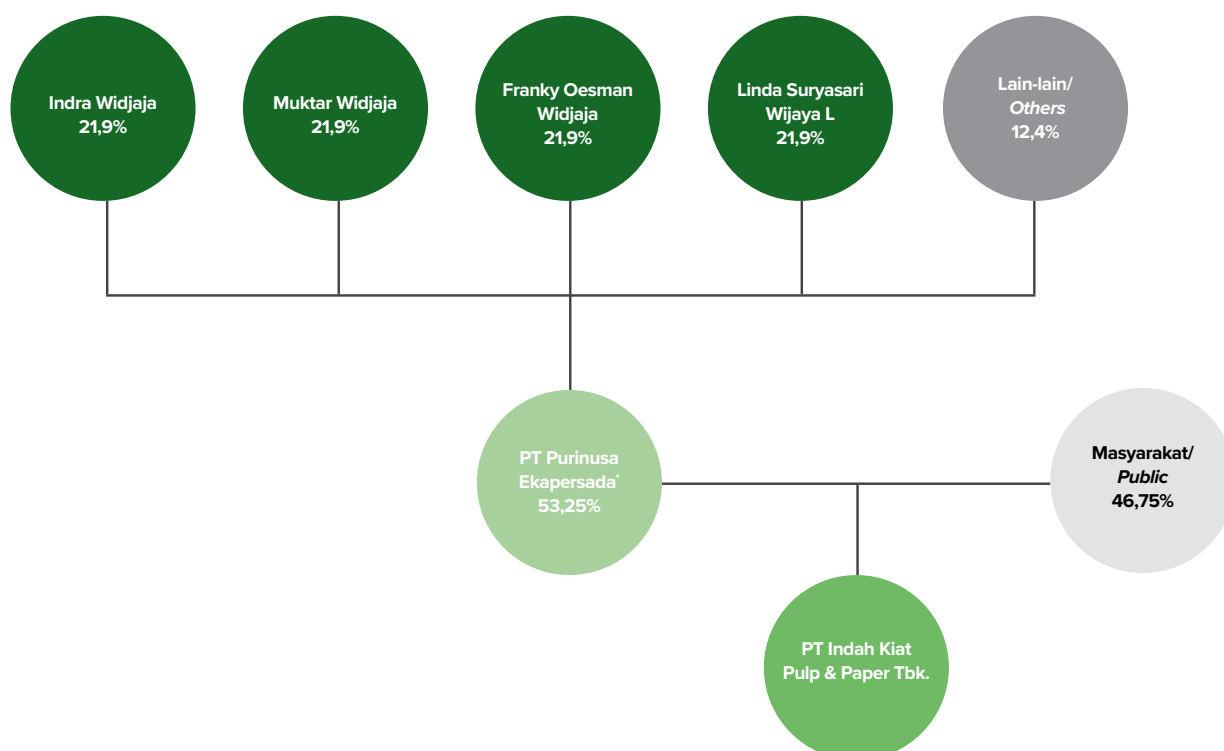 Indra Widjaja
21,9%
Muktar Widjaja
21,9%
Franky Oesman
Widjaja
21,9%
Linda Suryasari
Wijaya L
21,9%
Lain-lain/
Others
12,4%
PT Purinusa
Ekapersada*
53,25%
Masyarakat/
Public
46,75%
PT Indah Kiat
Pulp & Paper Tbk.